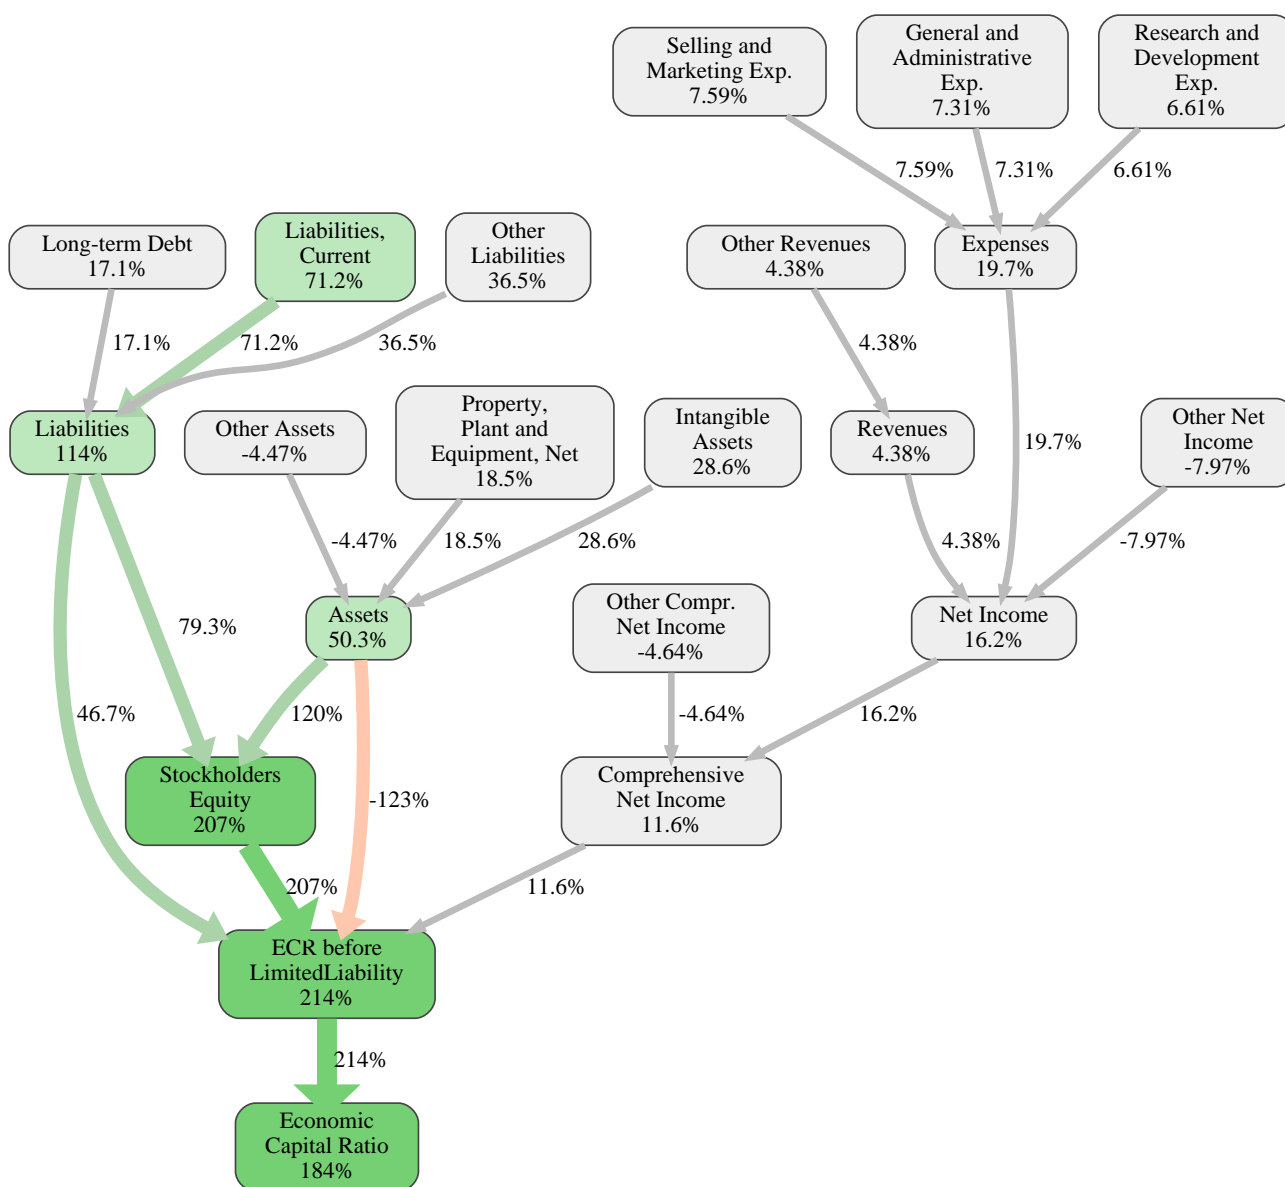 Selling and
Marketing Exp.
7.59%
General and
Administrative
Exp.
7.31%
Research and
Development
Exp.
6.61%
7.59%
7.31%
6.61%
Long-term Debt
17.1%
Liabilities,
Current
71.2%
Other
Liabilities
36.5%
Other Revenues
4.38%
Expenses
19.7%
17.1%
71.2%
36.5%
4.38%
Liabilities
114%
Other Assets
-4.47%
Property,
Plant and
Equipment, Net
18.5%
Intangible
Assets
28.6%
Revenues
4.38%
19.7%
Other Net
Income
-7.97%
-4.47%
18.5%
28.6%
4.38%
-7.97%
79.3%
Assets
50.3%
Other Compr.
Net Income
-4.64%
Net Income
16.2%
46.7%
120%
-4.64%
16.2%
Stockholders
Equity
207%
-123%
Comprehensive
Net Income
11.6%
207%
11.6%
ECR before
LimitedLiability
214%
214%
Economic
Capital Ratio
184%